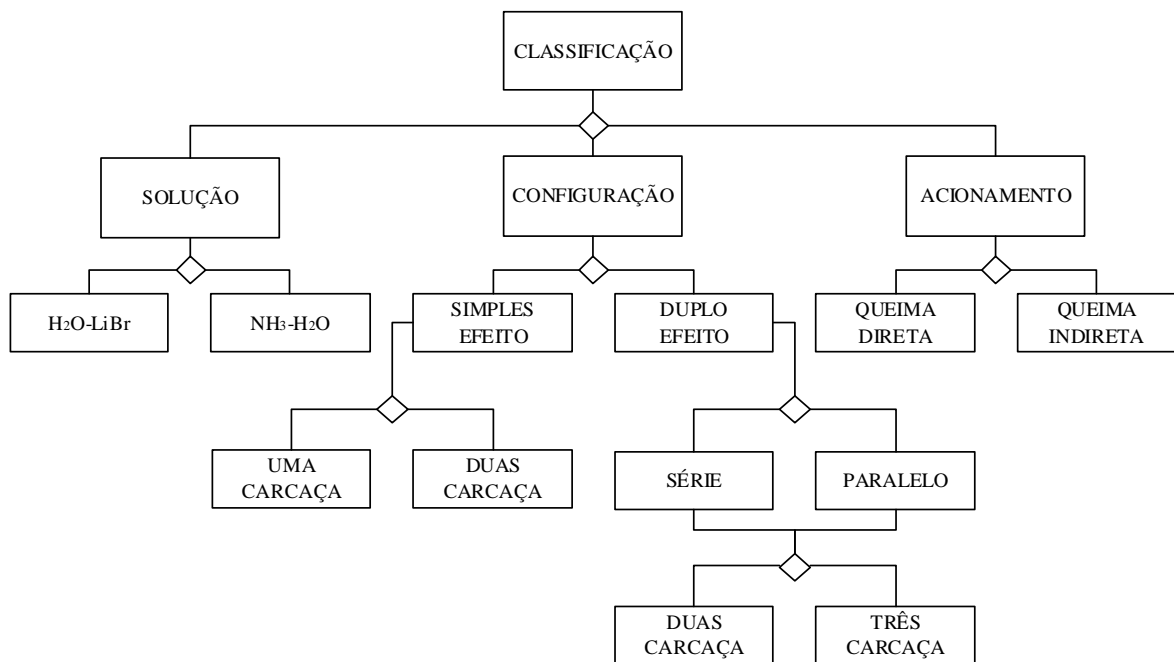 CLASSIFICAÇÃO
SOLUÇÃO
CONFIGURAÇÃO
ACIONAMENTO
H2O-LiBr
NH3-H2O
SIMPLES
EFEITO
DUPLO
EFEITO
QUEIMA
DIRETA
QUEIMA
INDIRETA
UMA
CARCAÇA
DUAS
CARCAÇA
SÉRIE
PARALELO
DUAS
CARCAÇA
TRÊS
CARCAÇA